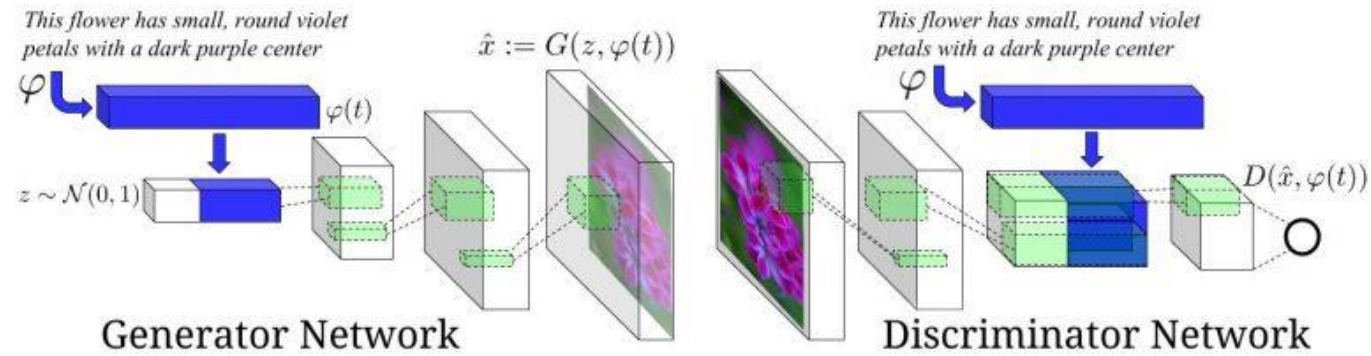 This flower has small, round violet
petals with a dark purple center
φ
φ(t)
z ∼ 𝒩(0, 1)
x̂ := G(z, φ(t))
Generator Network
This flower has small, round violet
petals with a dark purple center
φ
D(x̂, φ(t))
Discriminator Network